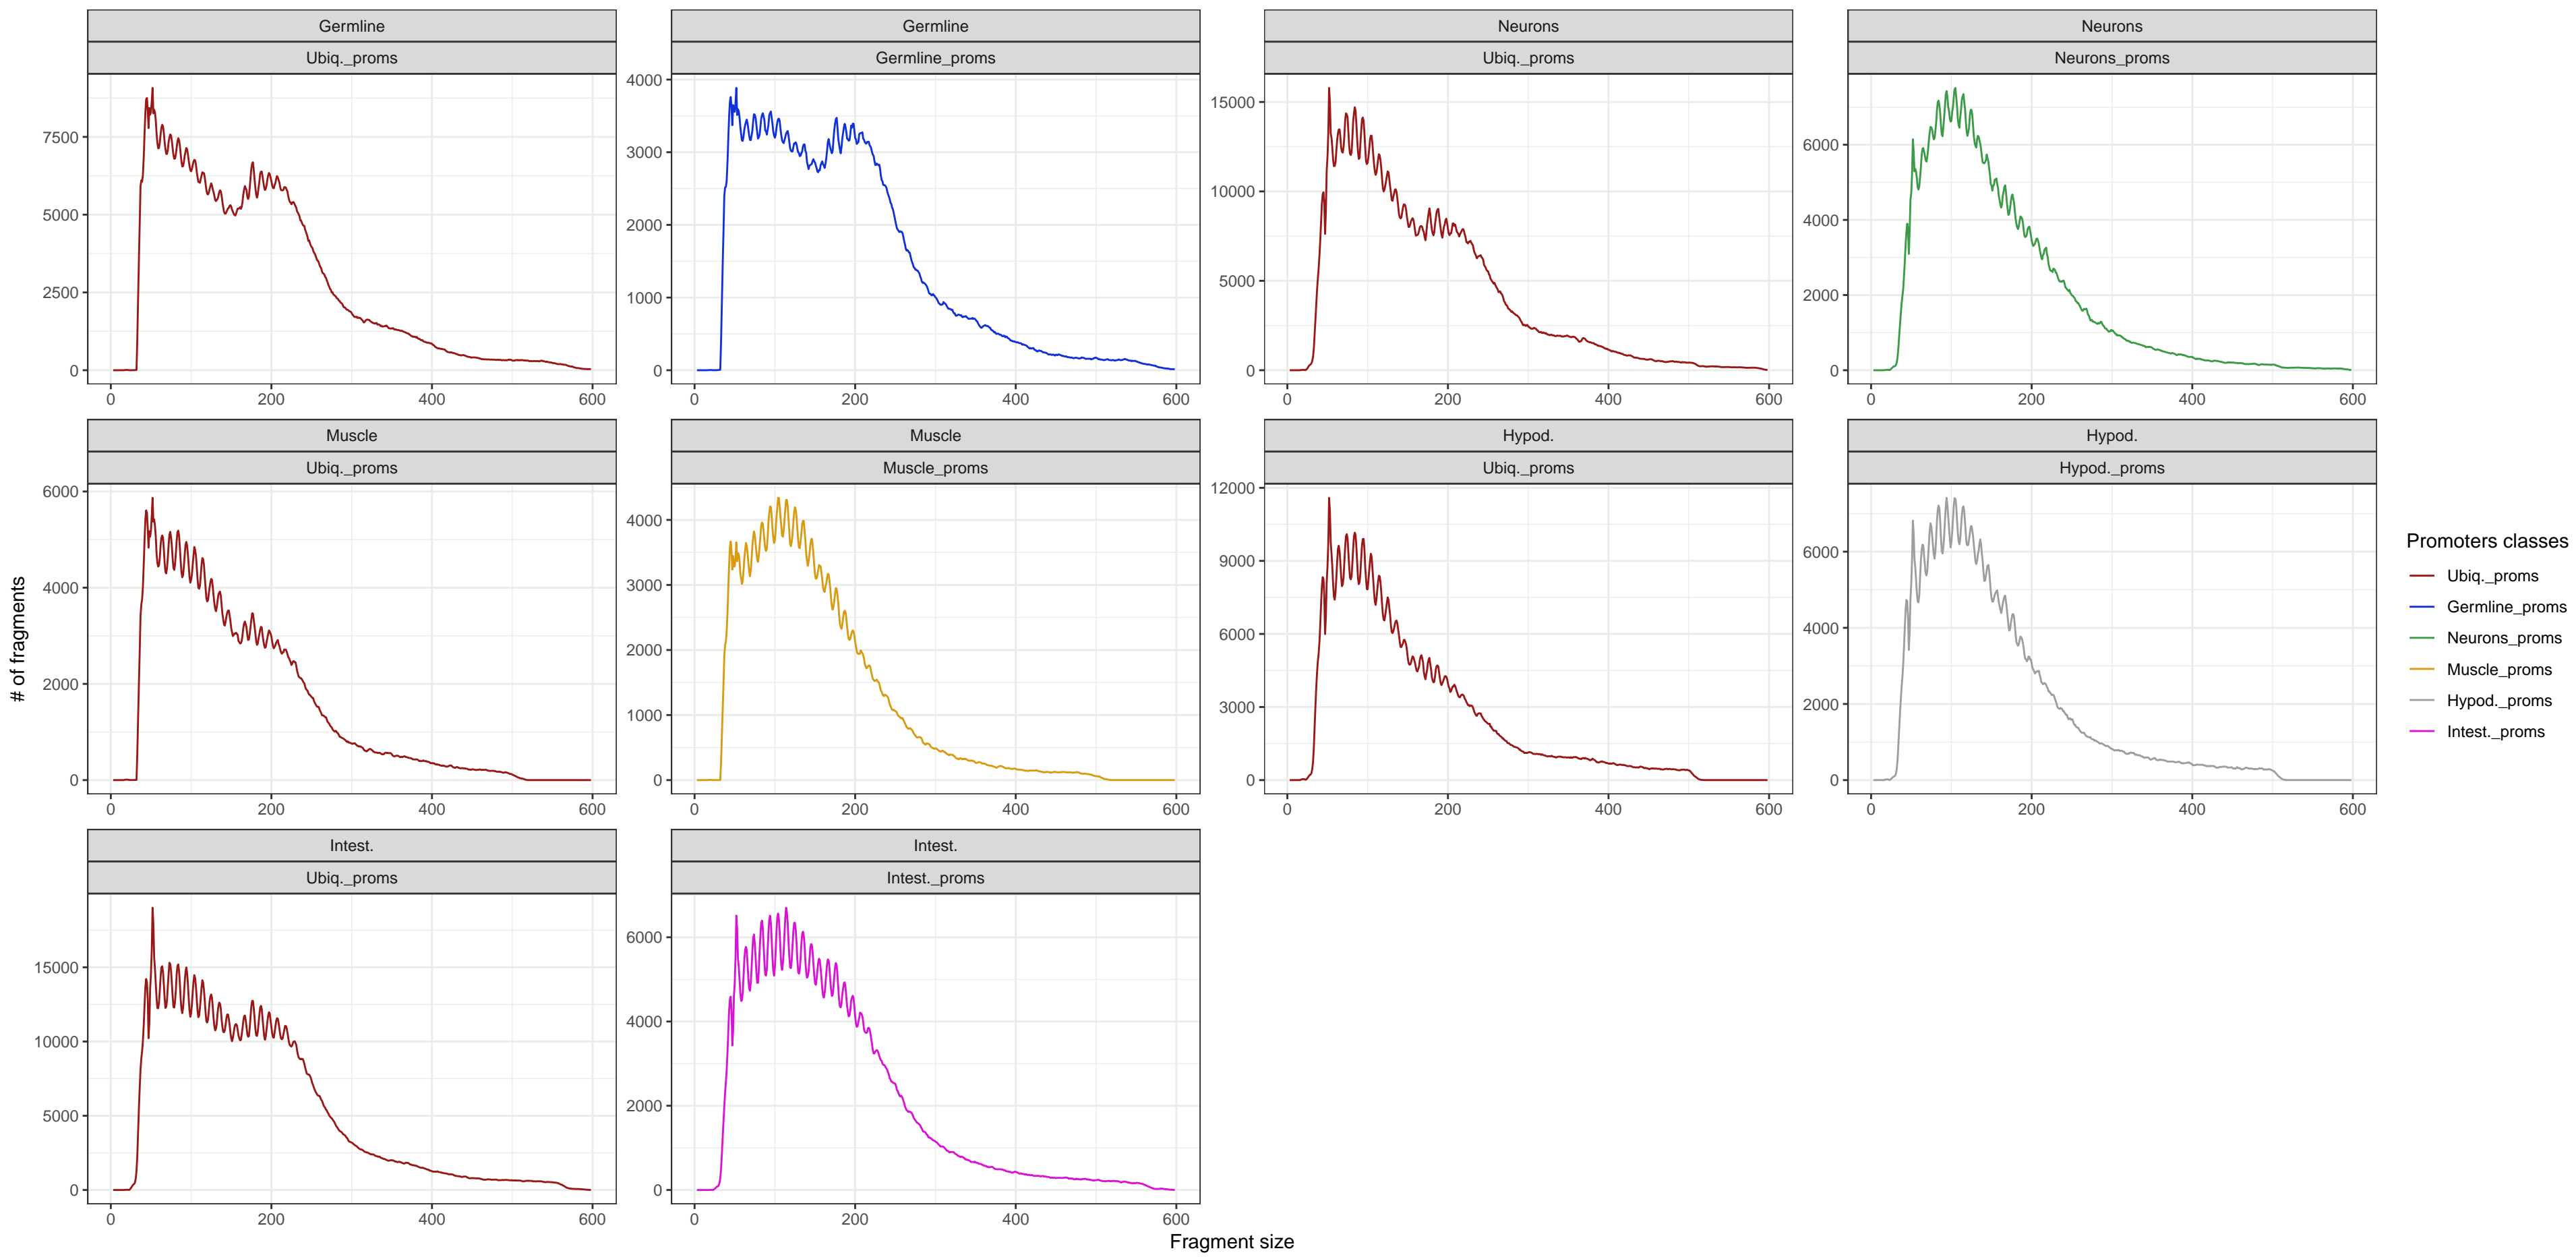 Germline
Ubiq._proms
Germline
Germline_proms
Neurons
Ubiq._proms
Neurons
Neurons_proms
7500
5000
2500
0
0 200 400 600
4000
3000
2000
1000
0
0 200 400 600
15000
10000
5000
0
0 200 400 600
6000
4000
2000
0
0 200 400 600
Muscle
Ubiq._proms
Muscle
Muscle_proms
Hypod.
Ubiq._proms
Hypod.
Hypod._proms
# of fragments
6000
4000
2000
0
0 200 400 600
4000
3000
2000
1000
0
0 200 400 600
12000
9000
6000
3000
0
0 200 400 600
6000
4000
2000
0
0 200 400 600
Intest.
Ubiq._proms
Intest.
Intest._proms
15000
10000
5000
0
0 200 400 600
6000
4000
2000
0
0 200 400 600
Fragment size
Promoters classes
Ubiq._proms
Germline_proms
Neurons_proms
Muscle_proms
Hypod._proms
Intest._proms